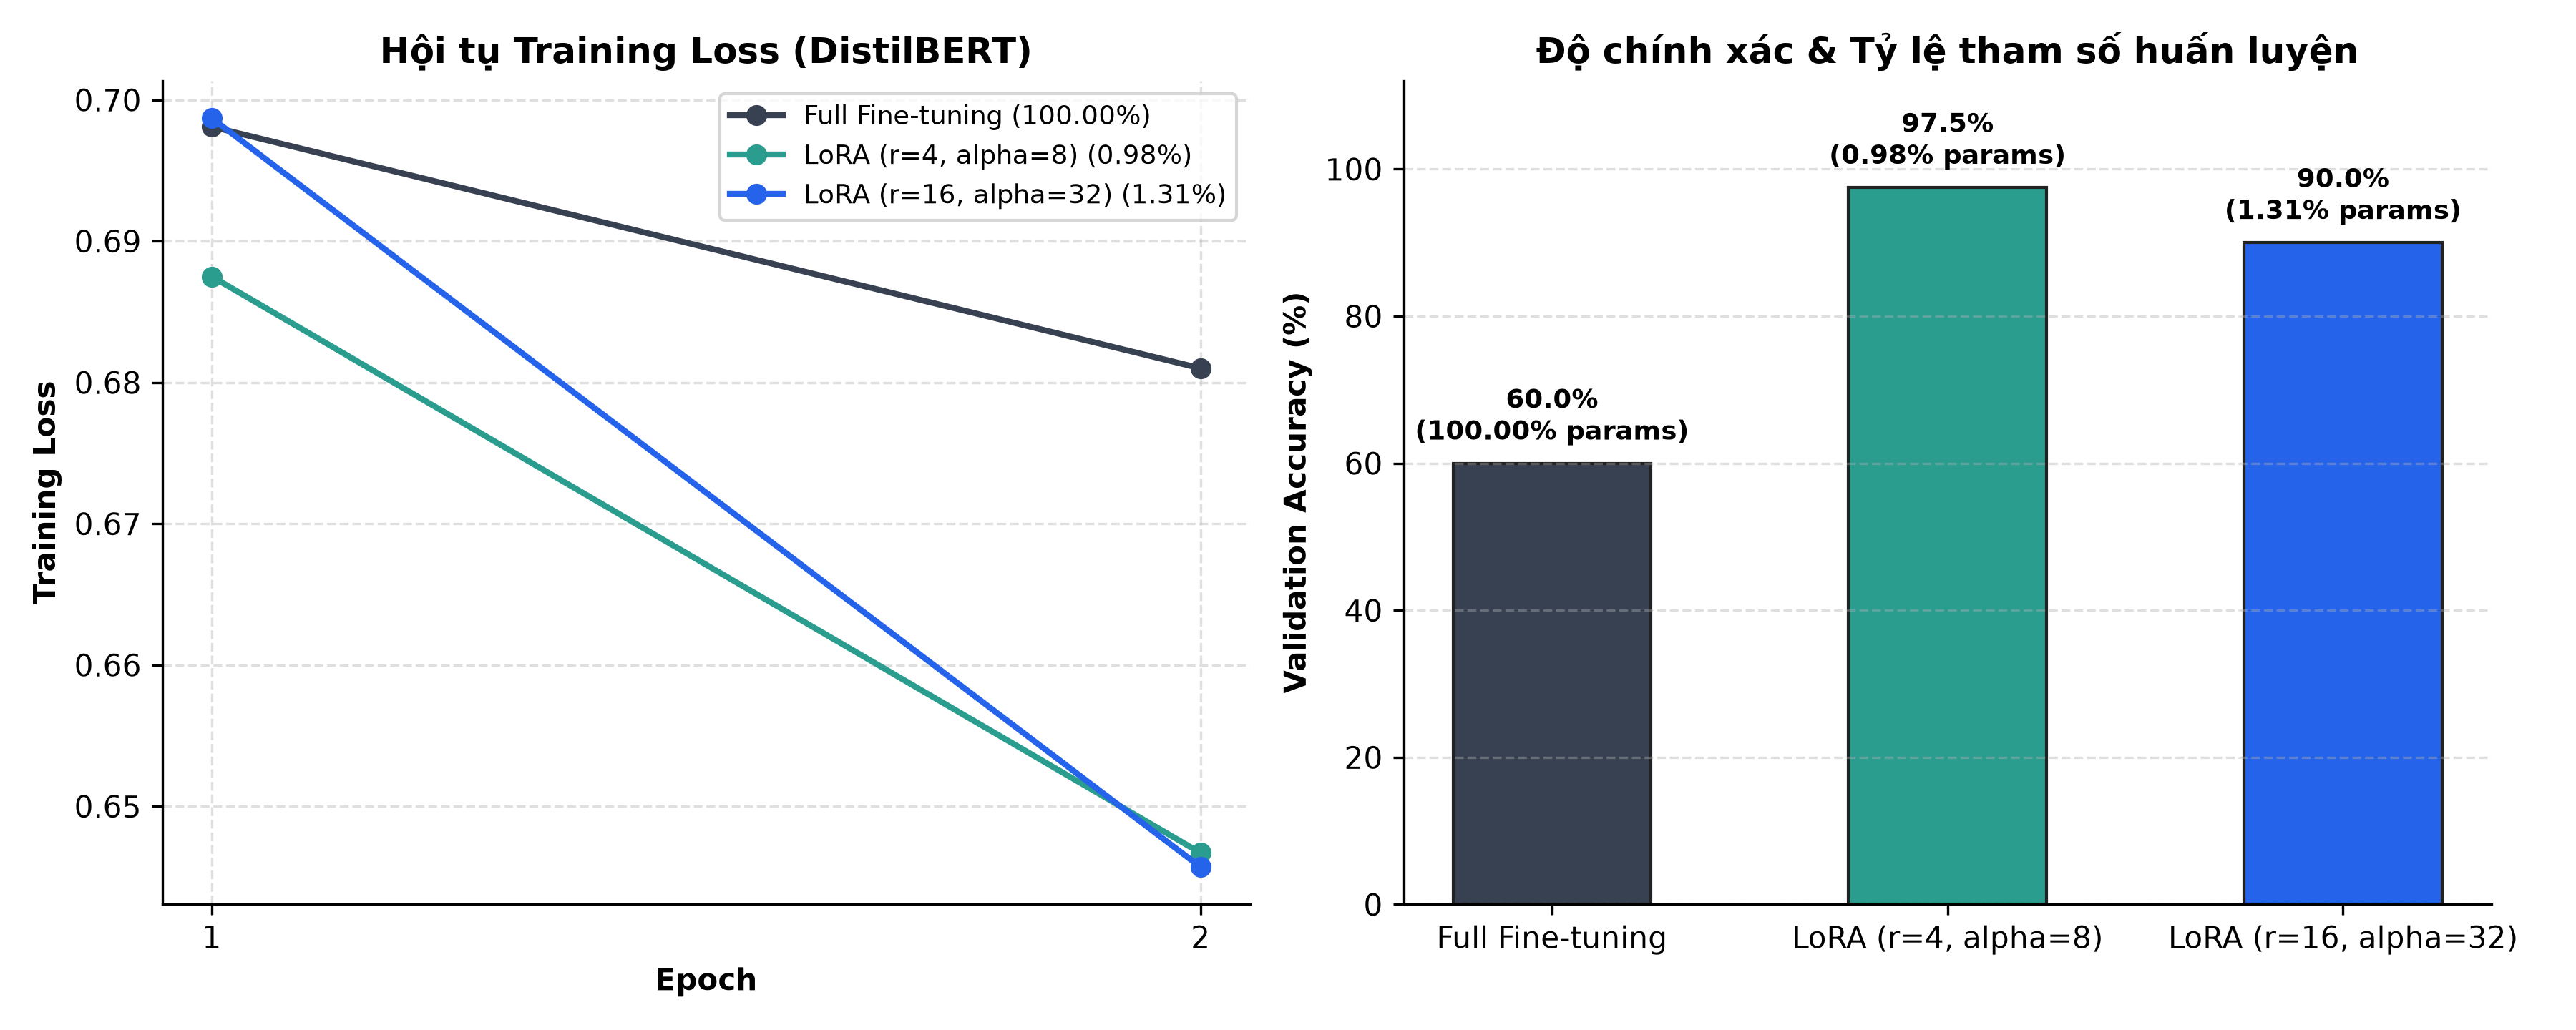 Hội tụ Training Loss (DistilBERT)
0.70
0.69
0.68
0.67
0.66
0.65
Training Loss
Full Fine-tuning (100.00%)
LoRA (r=4, alpha=8) (0.98%)
LoRA (r=16, alpha=32) (1.31%)
1
2
Epoch
Độ chính xác & Tỷ lệ tham số huấn luyện
100
80
60
40
20
0
Validation Accuracy (%)
60.0%
(100.00% params)
97.5%
(0.98% params)
90.0%
(1.31% params)
Full Fine-tuning
LoRA (r=4, alpha=8)
LoRA (r=16, alpha=32)